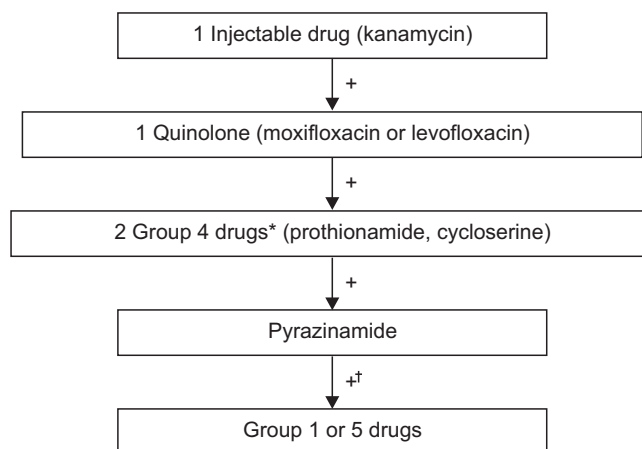 1 Injectable drug (kanamycin)
+
1 Quinolone (moxifloxacin or levofloxacin)
+
2 Group 4 drugs* (prothionamide, cycloserine)
+
Pyrazinamide
+†
Group 1 or 5 drugs